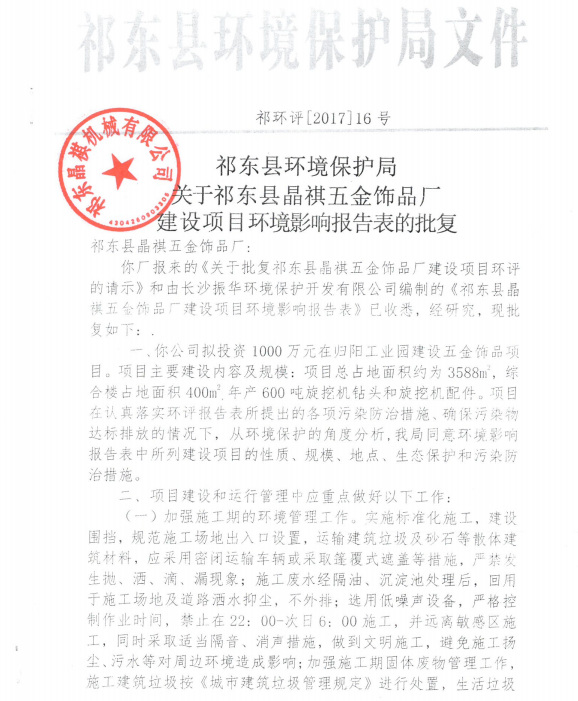 祁东县环境保护局文件
祁环评[2017]16号
祁东晶祺机械有限公司
祁东县环境保护局
关于祁东县晶祺五金饰品厂
建设项目环境影响报告表的批复
祁东县晶祺五金饰品厂:
你厂报来的《关于批复祁东县晶祺五金饰品厂建设项目环评
的请示》和由长沙振华环境保护开发有限公司编制的《祁东县晶
祺五金饰品厂建设项目环境影响报告表》已收悉,经研究,现批
复如下:
一、你公司拟投资1000万元在归阳工业园建设五金饰品项
目。项目主要建设内容及规模:项目总占地面积约为3588m²,综
合楼占地面积400m²,年产600吨旋挖机钻头和旋挖机配件。项目
在认真落实环评报告表所提出的各项污染防治措施、确保污染物
达标排放的情况下,从环境保护的角度分析,我局同意环境影响
报告表中所列建设项目的性质、规模、地点、生态保护和污染防
治措施。
二、项目建设和运行管理中应重点做好以下工作:
(一)加强施工期的环境管理工作。实施标准化施工,建设
围挡,规范施工场地出入口设置,运输建筑垃圾及砂石等散体建
筑材料,应采用密闭运输车辆或采取篷覆式遮盖等措施,严禁发
生抛、洒、滴、漏现象;施工废水经隔油、沉淀池处理后,回用
于施工场地及道路洒水抑尘,不外排;选用低噪声设备,严格控
制作业时间,禁止在22:00-次日6:00施工,并远离敏感区施
工,同时采取适当隔音、消声措施,做到文明施工,避免施工扬
尘、污水等对周边环境造成影响;加强施工期固体废物管理工作,
施工建筑垃圾按《城市建筑垃圾管理规定》进行处置,生活垃圾